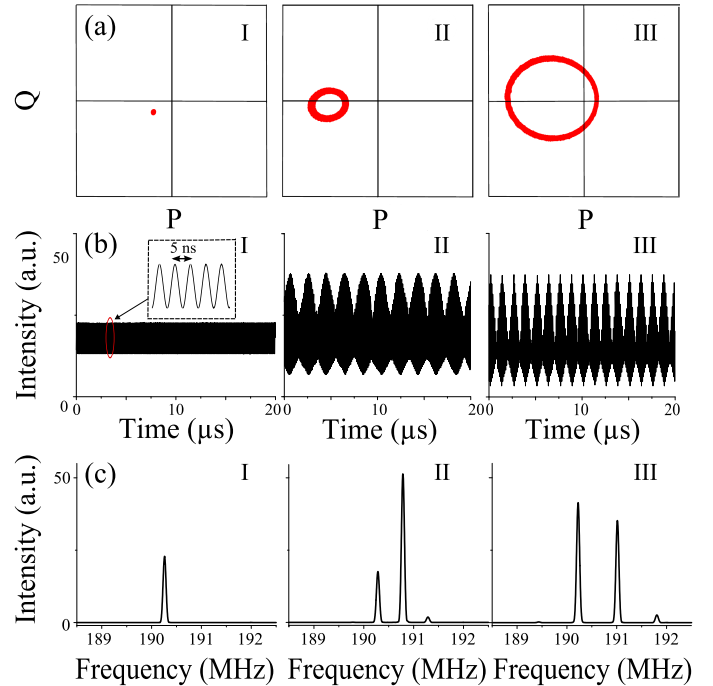 (a) I II III
Q
P P P
(b) I II III
5 ns
Intensity (a.u.)
50
0
0 10 20
0 10 20
0 10 20
Time (µs) Time (µs) Time (µs)
(c) I II III
Intensity (a.u.)
50
0
189 190 191 192
189 190 191 192
189 190 191 192
Frequency (MHz) Frequency (MHz) Frequency (MHz)